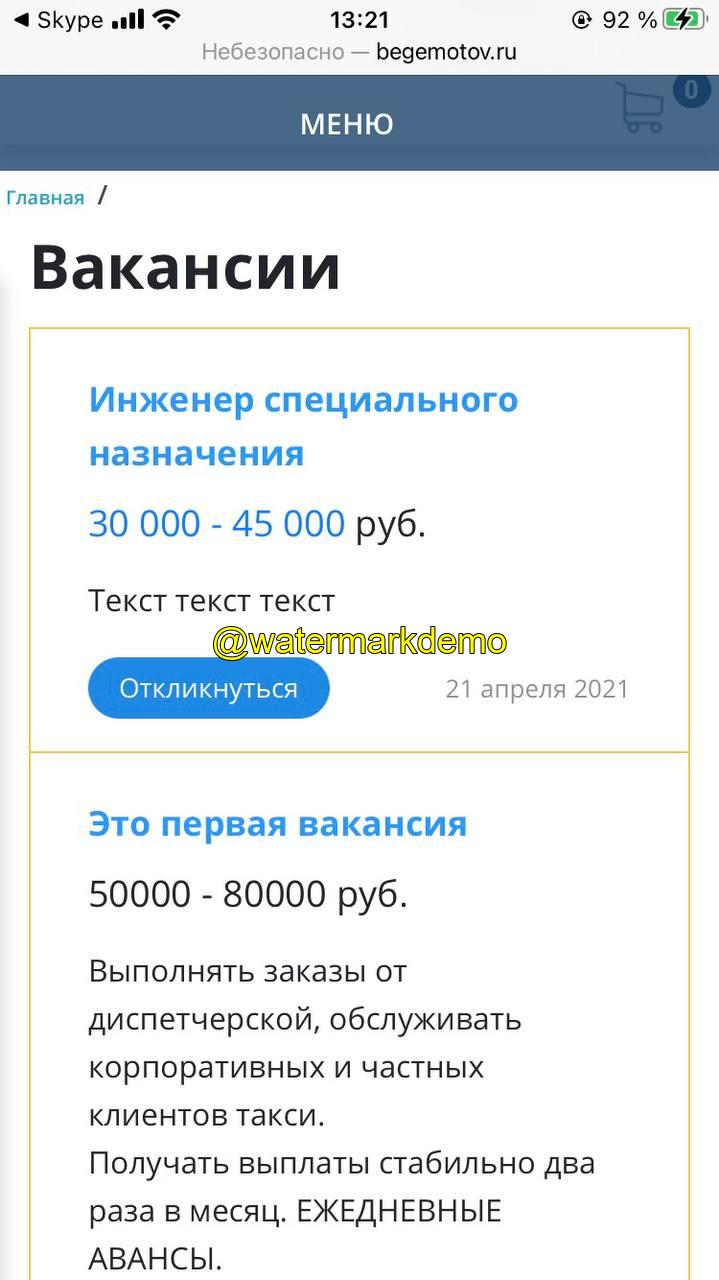 Skype 13:21 92 %
Небезопасно — begemotov.ru
МЕНЮ 0
Главная /
Вакансии
Инженер специального
назначения
30 000 - 45 000 руб.
Текст текст текст
@watermarkdemo
Откликнуться 21 апреля 2021
Это первая вакансия
50000 - 80000 руб.
Выполнять заказы от
диспетчерской, обслуживать
корпоративных и частных
клиентов такси.
Получать выплаты стабильно два
раза в месяц. ЕЖЕДНЕВНЫЕ
АВАНСЫ.